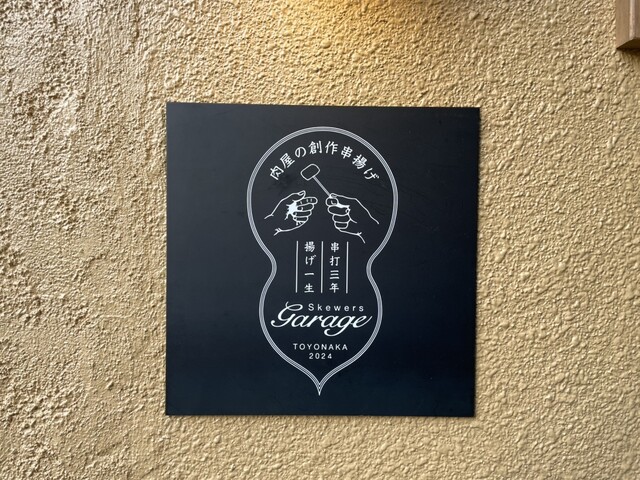 肉屋の創作串揚げ
串打三年
揚げ一生
Skewers
Garage
TOYONAKA
2024